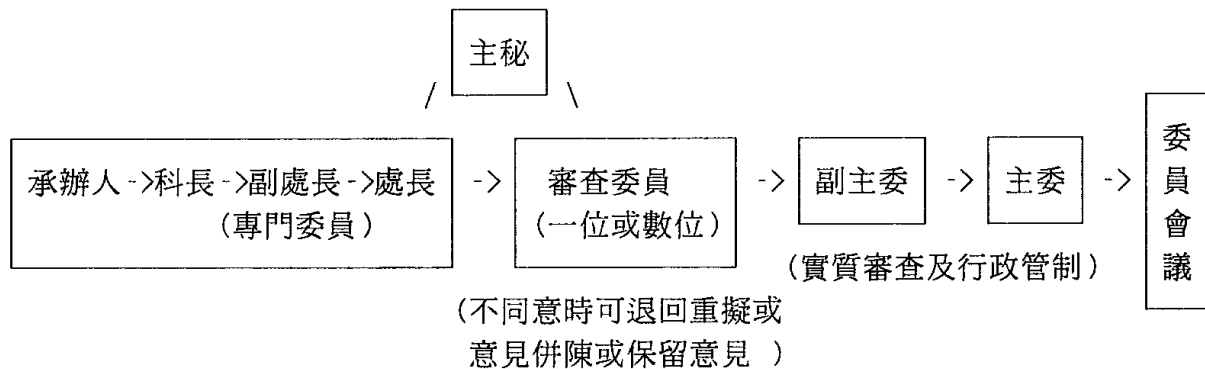 主秘
承辦人->科長->副處長->處長
(專門委員)
->
審查委員
(一位或數位)
->
副主委
->
主委
->
委員會議
(實質審查及行政管制)
(不同意時可退回重擬或
意見併陳或保留意見 )